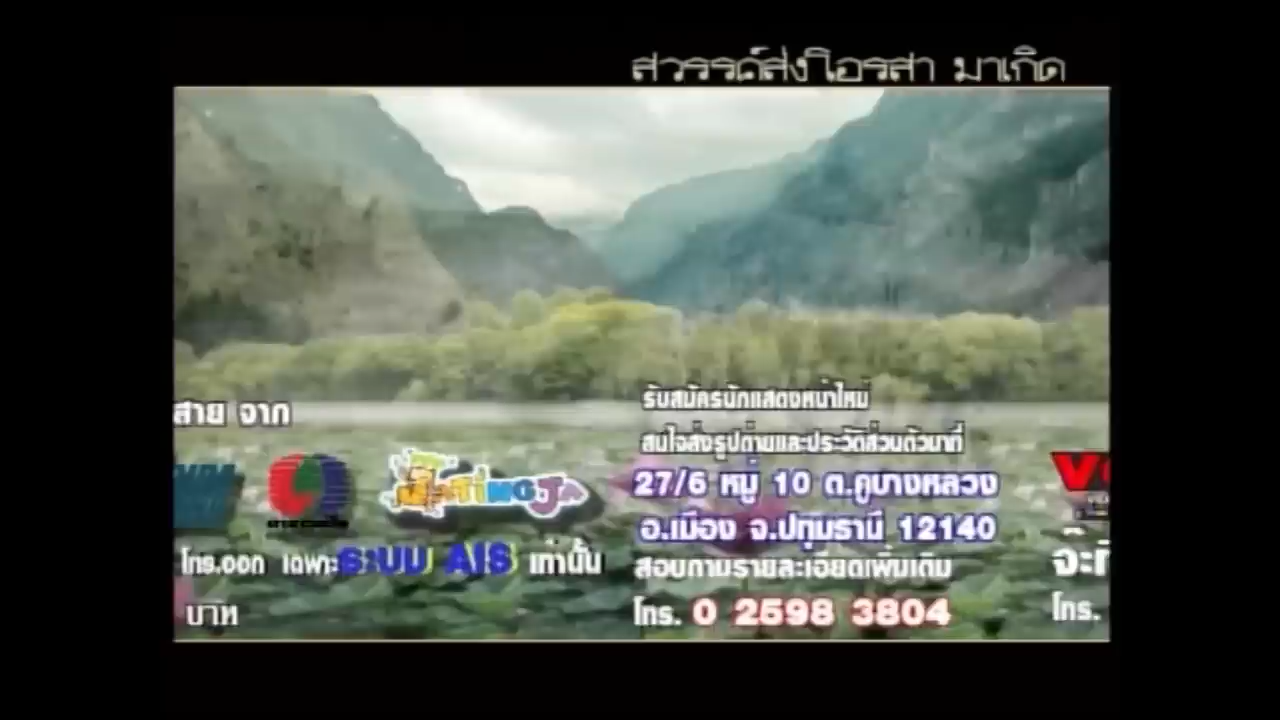 สวรรค์ส่งโอรสา มาเกิด
สาย จาก
โทร.ออก เฉพาะระบบ AIS เท่านั้น
บาท
รับสมัครนักแสดงหน้าใหม่
สนใจส่งรูปถ่ายและประวัติส่วนตัวมาที่
27/6 หมู่ 10 ต.คูบางหลวง
อ.เมือง จ.ปทุมธานี 12140
สอบถามรายละเอียดเพิ่มเติม
โทร. 0 2598 3804
โทร.